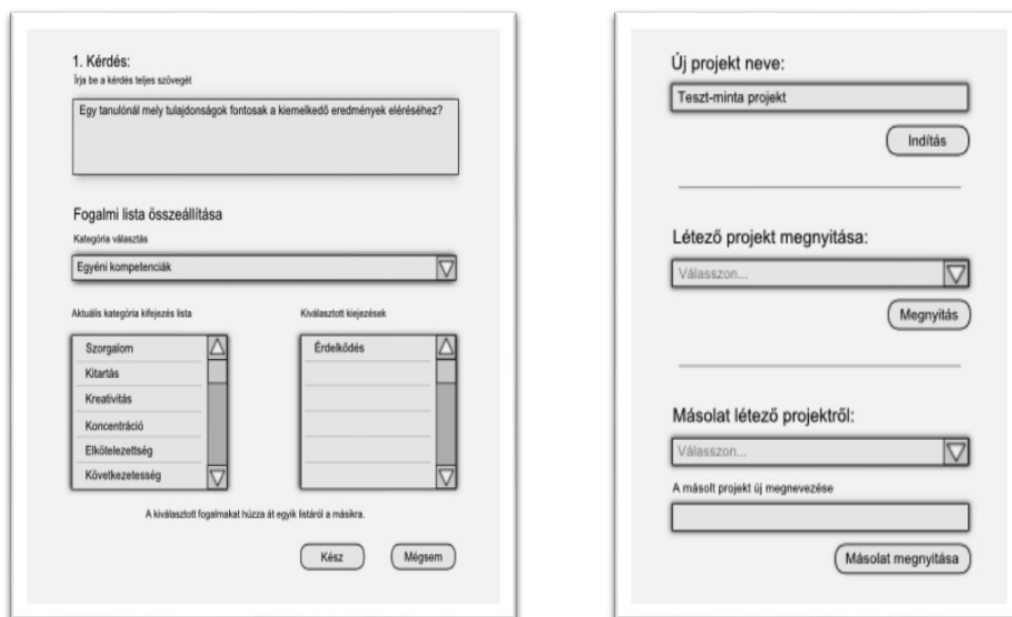 1. Kérdés:
Írja be a kérdés teljes szövegét
Egy tanulónál mely tulajdonságok fontosak a kiemelkedő eredmények eléréséhez?
Fogalmi lista összeállítása
Kategória választás
Egyéni kompetenciák
Aktuális kategória kifejezés lista
Szorgalom
Kitartás
Kreativitás
Koncentráció
Elkötelezettség
Következetesség
Kiválasztott kiejezések
Érdelkődés
A kiválasztott fogalmakat húzza át egyik listáról a másikra.
Kész
Mégsem
Új projekt neve:
Teszt-minta projekt
Indítás
Létező projekt megnyitása:
Válasszon...
Megnyitás
Másolat létező projektről:
Válasszon...
A másolt projekt új megnevezése
Másolat megnyitása